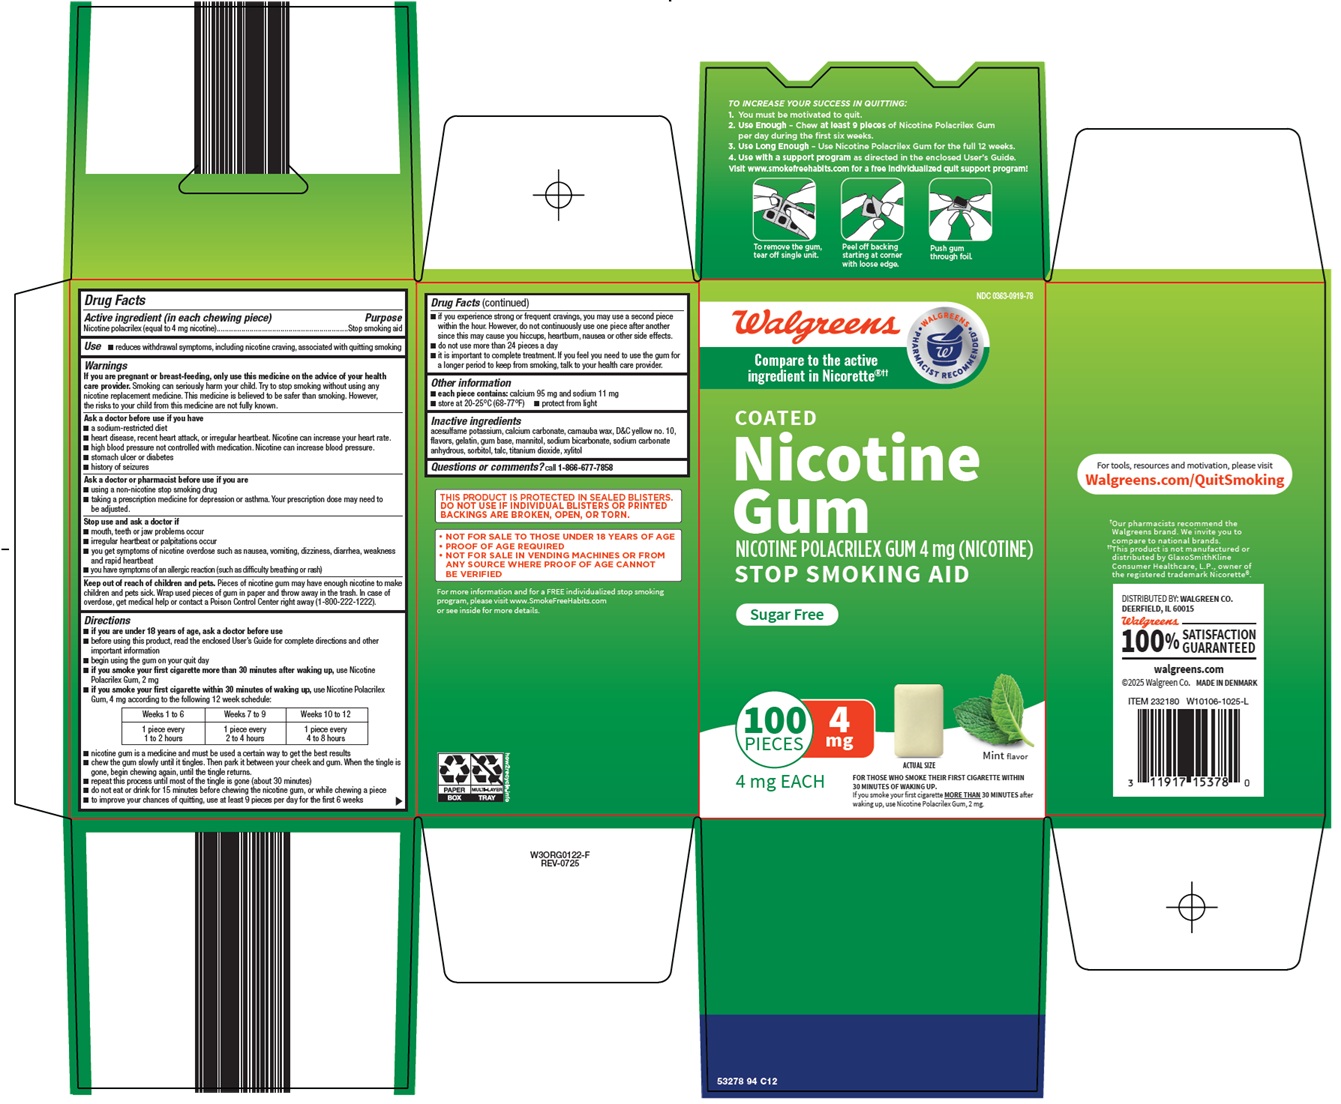 Drug Facts
Active ingredient (in each chewing piece) Purpose
Nicotine polacrilex (equal to 4 mg nicotine)..........Stop smoking aid
Use ■ reduces withdrawal symptoms, including nicotine craving, associated with quitting smoking
Warnings
If you are pregnant or breast-feeding, only use this medicine on the advice of your health
care provider. Smoking can seriously harm your child. Try to stop smoking without using any
nicotine replacement medicine. This medicine is believed to be safer than smoking. However,
the risks to your child from this medicine are not fully known.
Ask a doctor before use if you have
■ a sodium-restricted diet
■ heart disease, recent heart attack, or irregular heartbeat. Nicotine can increase your heart rate.
■ high blood pressure not controlled with medication. Nicotine can increase blood pressure.
■ stomach ulcer or diabetes
■ history of seizures
Ask a doctor or pharmacist before use if you are
■ using a non-nicotine stop smoking drug
■ taking a prescription medicine for depression or asthma. Your prescription dose may need to
be adjusted.
Stop use and ask a doctor if
■ mouth, teeth or jaw problems occur
■ irregular heartbeat or palpitations occur
■ you get symptoms of nicotine overdose such as nausea, vomiting, dizziness, diarrhea, weakness
and rapid heartbeat
■ you have symptoms of an allergic reaction (such as difficulty breathing or rash)
Keep out of reach of children and pets. Pieces of nicotine gum may have enough nicotine to make
children and pets sick. Wrap used pieces of gum in paper and throw away in the trash. In case of
overdose, get medical help or contact a Poison Control Center right away (1-800-222-1222).
Directions
■ if you are under 18 years of age, ask a doctor before use
■ before using this product, read the enclosed User's Guide for complete directions and other
important information
■ begin using the gum on your quit day
■ if you smoke your first cigarette more than 30 minutes after waking up, use Nicotine
Polacrilex Gum, 2 mg
■ if you smoke your first cigarette within 30 minutes of waking up, use Nicotine Polacrilex
Gum, 4 mg according to the following 12 week schedule:
Weeks 1 to 6 Weeks 7 to 9 Weeks 10 to 12
1 piece every 1 piece every 1 piece every
1 to 2 hours 2 to 4 hours 4 to 8 hours
■ nicotine gum is a medicine and must be used a certain way to get the best results
■ chew the gum slowly until it tingles. Then park it between your cheek and gum. When the tingle is
gone, begin chewing again, until the tingle returns.
■ repeat this process until most of the tingle is gone (about 30 minutes)
■ do not eat or drink for 15 minutes before chewing the nicotine gum, or while chewing a piece
■ to improve your chances of quitting, use at least 9 pieces per day for the first 6 weeks
Drug Facts (continued)
■ if you experience strong or frequent cravings, you may use a second piece
within the hour. However, do not continuously use one piece after another
since this may cause you hiccups, heartburn, nausea or other side effects.
■ do not use more than 24 pieces a day
■ it is important to complete treatment. If you feel you need to use the gum for
a longer period to keep from smoking, talk to your health care provider.
Other information
■ each piece contains: calcium 95 mg and sodium 11 mg
■ store at 20-25ºC (68-77ºF) ■ protect from light
Inactive ingredients
acesulfame potassium, calcium carbonate, carnauba wax, D&C yellow no. 10,
flavors, gelatin, gum base, mannitol, sodium bicarbonate, sodium carbonate
anhydrous, sorbitol, talc, titanium dioxide, xylitol
Questions or comments? call 1-866-677-7858
THIS PRODUCT IS PROTECTED IN SEALED BLISTERS.
DO NOT USE IF INDIVIDUAL BLISTERS OR PRINTED
BACKINGS ARE BROKEN, OPEN, OR TORN.
• NOT FOR SALE TO THOSE UNDER 18 YEARS OF AGE
• PROOF OF AGE REQUIRED
• NOT FOR SALE IN VENDING MACHINES OR FROM
ANY SOURCE WHERE PROOF OF AGE CANNOT
BE VERIFIED
For more information and for a FREE individualized stop smoking
program, please visit www.SmokeFreeHabits.com
or see inside for more details.
PAPER
BOX
MULTI-LAYER
TRAY
how2recycle.info
W3ORG0122-F
REV-0725
TO INCREASE YOUR SUCCESS IN QUITTING:
1. You must be motivated to quit.
2. Use Enough – Chew at least 9 pieces of Nicotine Polacrilex Gum
per day during the first six weeks.
3. Use Long Enough – Use Nicotine Polacrilex Gum for the full 12 weeks.
4. Use with a support program as directed in the enclosed User's Guide.
Visit www.smokefreehabits.com for a free individualized quit support program!
To remove the gum,
tear off single unit.
Peel off backing
starting at corner
with loose edge.
Push gum
through foil.
NDC 0363-0919-78
Walgreens
Compare to the active
ingredient in Nicorette®††
WALGREENS
PHARMACIST RECOMMENDED
COATED
Nicotine
Gum
NICOTINE POLACRILEX GUM 4 mg (NICOTINE)
STOP SMOKING AID
Sugar Free
100
PIECES
4
mg
4 mg EACH
ACTUAL SIZE
Mint flavor
FOR THOSE WHO SMOKE THEIR FIRST CIGARETTE WITHIN
30 MINUTES OF WAKING UP.
If you smoke your first cigarette MORE THAN 30 MINUTES after
waking up, use Nicotine Polacrilex Gum, 2 mg.
53278 94 C12
For tools, resources and motivation, please visit
Walgreens.com/QuitSmoking
†Our pharmacists recommend the
Walgreens brand. We invite you to
compare to national brands.
††This product is not manufactured or
distributed by GlaxoSmithKline
Consumer Healthcare, L.P., owner of
the registered trademark Nicorette®.
DISTRIBUTED BY: WALGREEN CO.
DEERFIELD, IL 60015
Walgreens
100% SATISFACTION
GUARANTEED
walgreens.com
©2025 Walgreen Co. MADE IN DENMARK
ITEM 232180 W10106-1025-L
3 11917 15378 0